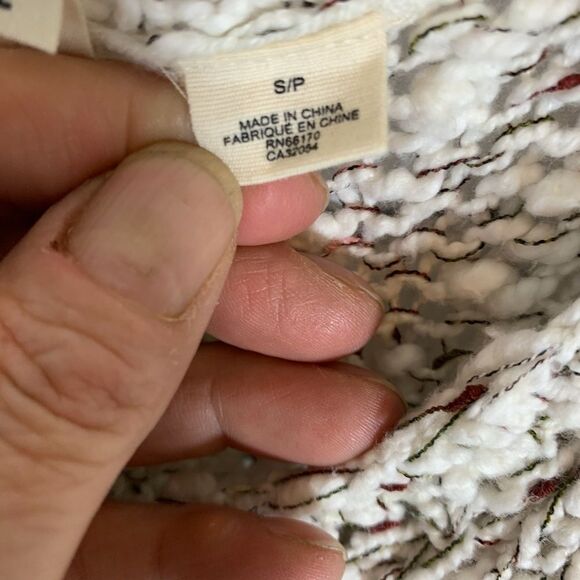 S/P
MADE IN CHINA
FABRIQUÉ EN CHINE
RN66170
CA32054